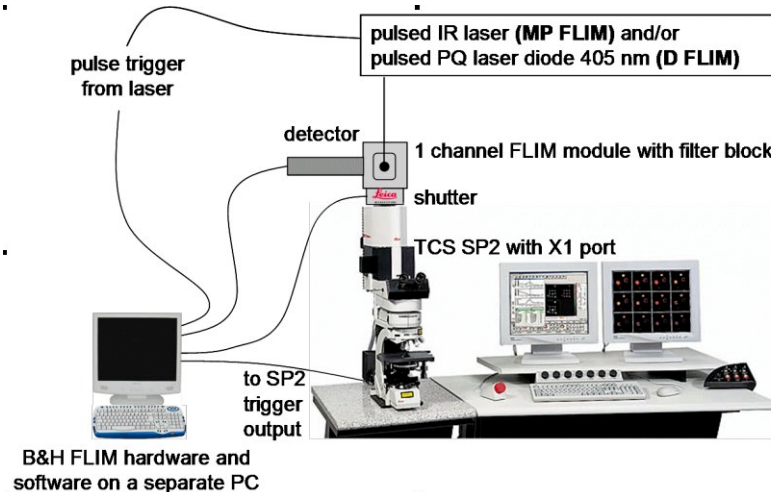 pulsed IR laser (MP FLIM) and/or
pulsed PQ laser diode 405 nm (D FLIM)
pulse trigger
from laser
detector
1 channel FLIM module with filter block
Leica
shutter
TCS SP2 with X1 port
to SP2
trigger
output
B&H FLIM hardware and
software on a separate PC